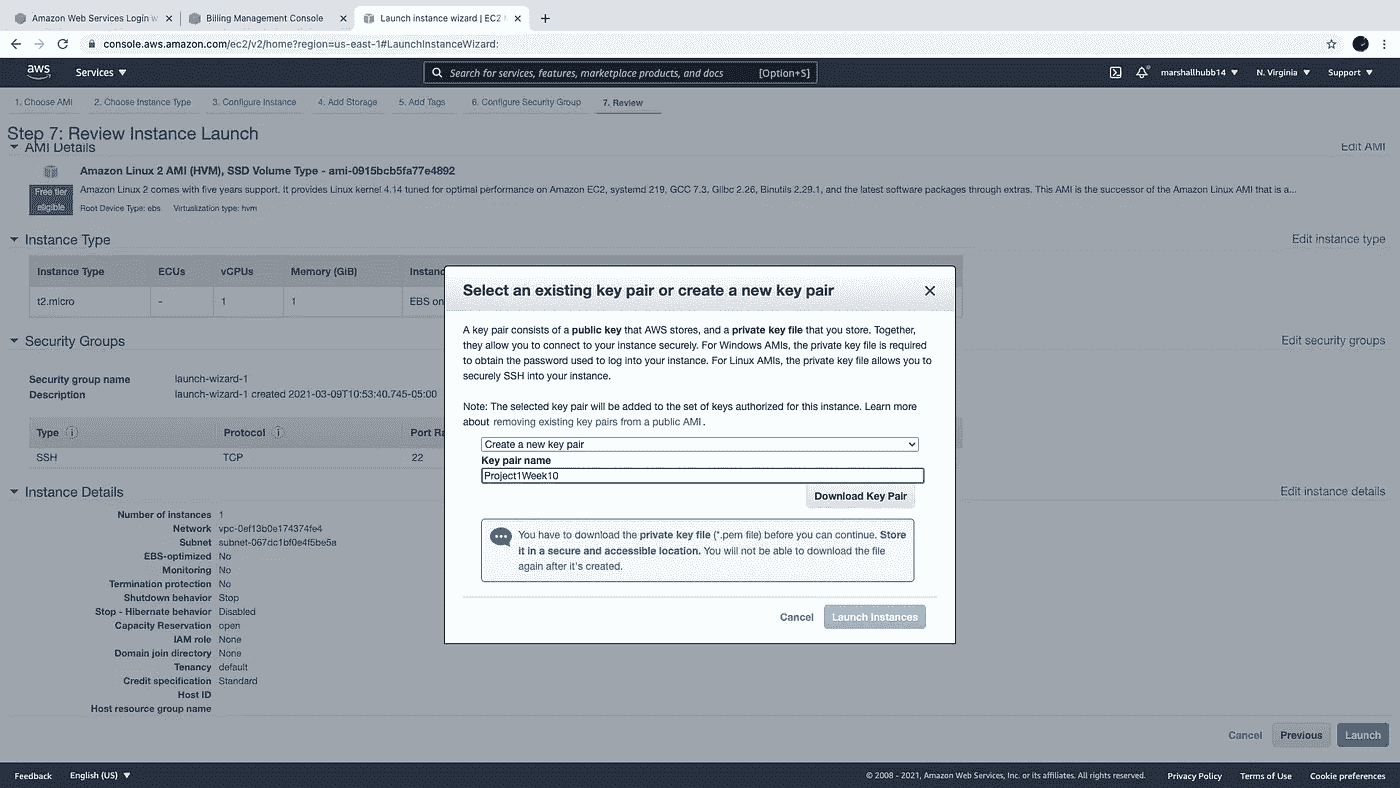 Amazon Web Services Login w
Billing Management Console
Launch instance wizard | EC2
console.aws.amazon.com/ec2/v2/home?region=us-east-1#LaunchInstanceWizard:
aws
Services
Search for services, features, marketplace products, and docs [Option+S]
marshallhubb14
N. Virginia
Support
1. Choose AMI
2. Choose Instance Type
3. Configure Instance
4. Add Storage
5. Add Tags
6. Configure Security Group
7. Review
Step 7: Review Instance Launch
AMI Details
Edit AMI
Amazon Linux 2 AMI (HVM), SSD Volume Type - ami-0915bcb5fa77e4892
Free tier
eligible
Amazon Linux 2 comes with five years support. It provides Linux kernel 4.14 tuned for optimal performance on Amazon EC2, systemd 219, GCC 7.3, Glibc 2.26, Binutils 2.29.1, and the latest software packages through extras. This AMI is the successor of the Amazon Linux AMI that is a...
Root Device Type: ebs Virtualization type: hvm
Instance Type
Edit instance type
Instance Type ECUs vCPUs Memory (GiB) Instanc
t2.micro - 1 1 EBS on
Security Groups
Edit security groups
Security group name launch-wizard-1
Description launch-wizard-1 created 2021-03-09T10:53:40.745-05:00
Type Protocol Port Ra
SSH TCP 22
Instance Details
Edit instance details
Number of instances 1
Network vpc-0ef13b0e174374fe4
Subnet subnet-067dc1bf0e4f5be5a
EBS-optimized No
Monitoring No
Termination protection No
Shutdown behavior Stop
Stop - Hibernate behavior Disabled
Capacity Reservation open
IAM role None
Domain join directory None
Tenancy default
Credit specification Standard
Host ID
Host resource group name
Select an existing key pair or create a new key pair
A key pair consists of a public key that AWS stores, and a private key file that you store. Together,
they allow you to connect to your instance securely. For Windows AMIs, the private key file is required
to obtain the password used to log into your instance. For Linux AMIs, the private key file allows you to
securely SSH into your instance.
Note: The selected key pair will be added to the set of keys authorized for this instance. Learn more
about removing existing key pairs from a public AMI.
Create a new key pair
Key pair name
Project1Week10
Download Key Pair
You have to download the private key file (*.pem file) before you can continue. Store
it in a secure and accessible location. You will not be able to download the file
again after it's created.
Cancel
Launch Instances
Cancel
Previous
Launch
Feedback
English (US)
© 2008 - 2021, Amazon Web Services, Inc. or its affiliates. All rights reserved.
Privacy Policy
Terms of Use
Cookie preferences